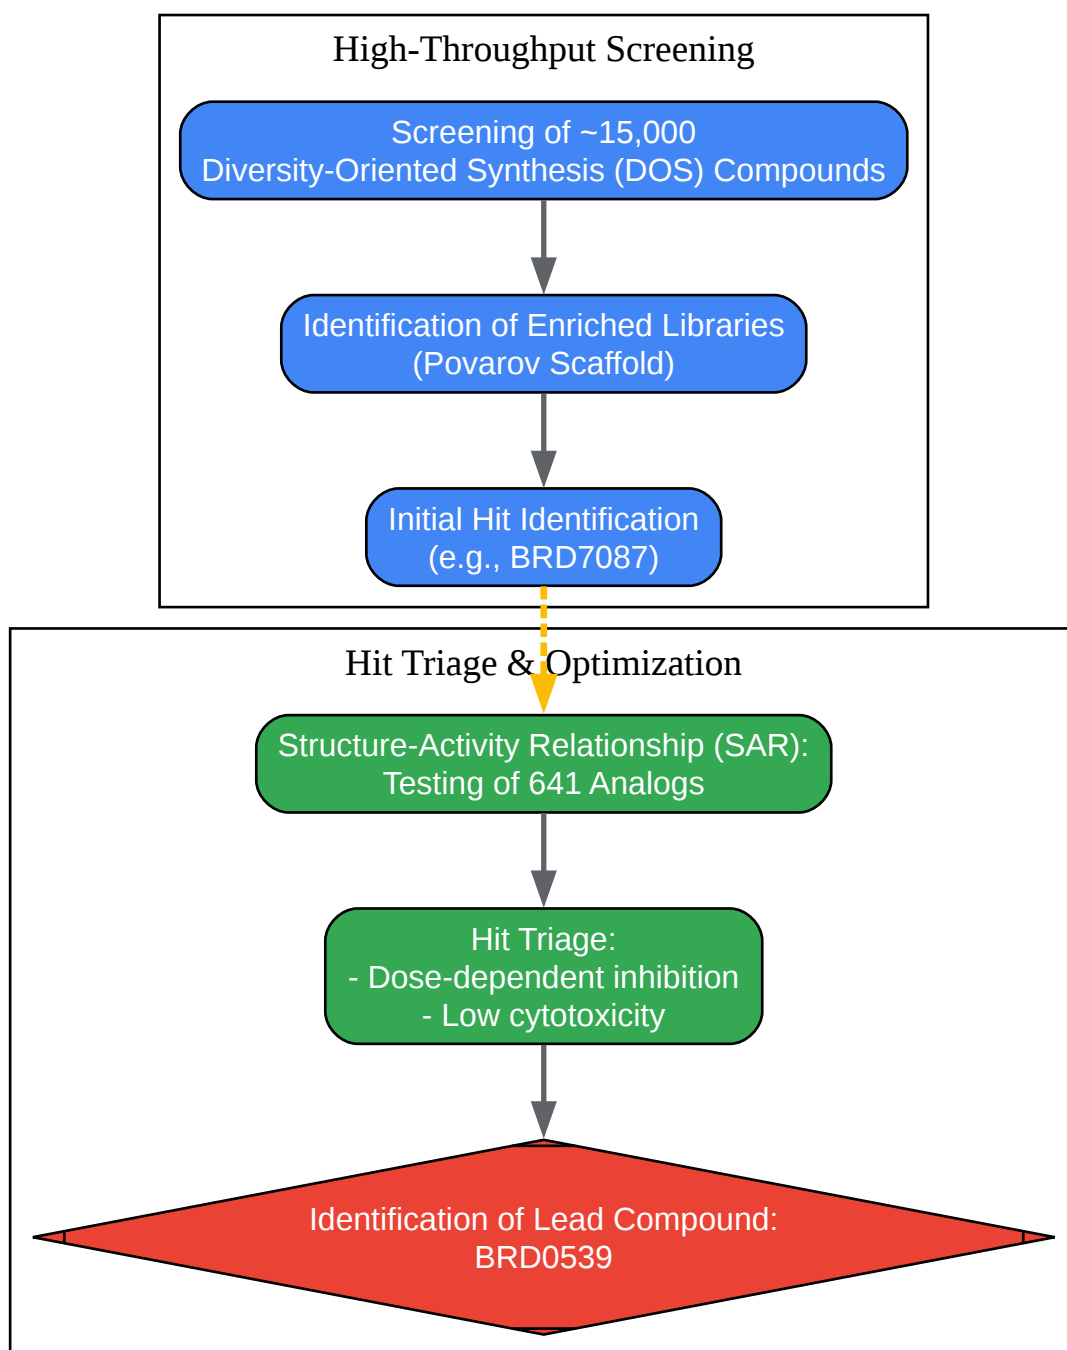 High-Throughput Screening
Screening of ~15,000
Diversity-Oriented Synthesis (DOS) Compounds
Identification of Enriched Libraries
(Povarov Scaffold)
Initial Hit Identification
(e.g., BRD7087)
Hit Triage & Optimization
Structure-Activity Relationship (SAR):
Testing of 641 Analogs
Hit Triage:
- Dose-dependent inhibition
- Low cytotoxicity
Identification of Lead Compound:
BRD0539